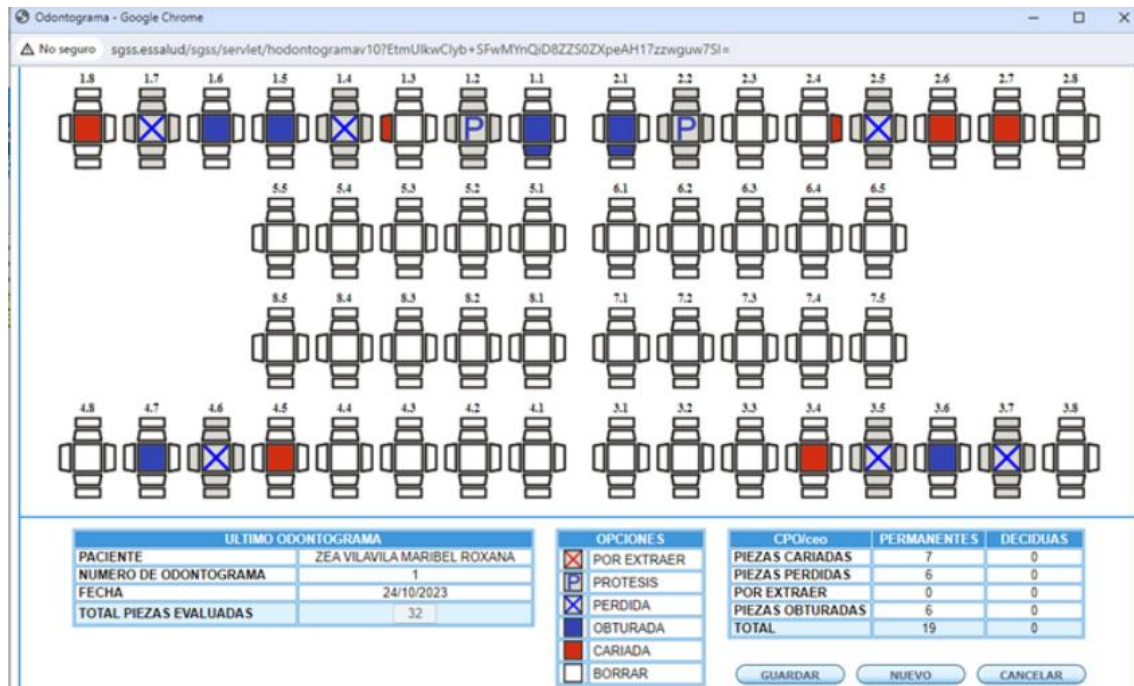 Odontograma - Google Chrome
No seguro sgss.essalud/sgss/servlet/hodontogramav10?EtmUlkwClyb+SFwMYnQiD8ZZS0ZXpeAH17zzwguw7SI=
1.8 1.7 1.6 1.5 1.4 1.3 1.2 1.1 2.1 2.2 2.3 2.4 2.5 2.6 2.7 2.8
P P
5.5 5.4 5.3 5.2 5.1 6.1 6.2 6.3 6.4 6.5
8.5 8.4 8.3 8.2 8.1 7.1 7.2 7.3 7.4 7.5
4.8 4.7 4.6 4.5 4.4 4.3 4.2 4.1 3.1 3.2 3.3 3.4 3.5 3.6 3.7 3.8
ULTIMO ODONTOGRAMA
PACIENTE ZEA VILAVILA MARIBEL ROXANA
NUMERO DE ODONTOGRAMA 1
FECHA 24/10/2023
TOTAL PIEZAS EVALUADAS 32
OPCIONES
POR EXTRAER
P PROTESIS
PERDIDA
OBTURADA
CARIADA
BORRAR
CPO/ceo PERMANENTES DECIDUAS
PIEZAS CARIADAS 7 0
PIEZAS PERDIDAS 6 0
POR EXTRAER 0 0
PIEZAS OBTURADAS 6 0
TOTAL 19 0
GUARDAR NUEVO CANCELAR